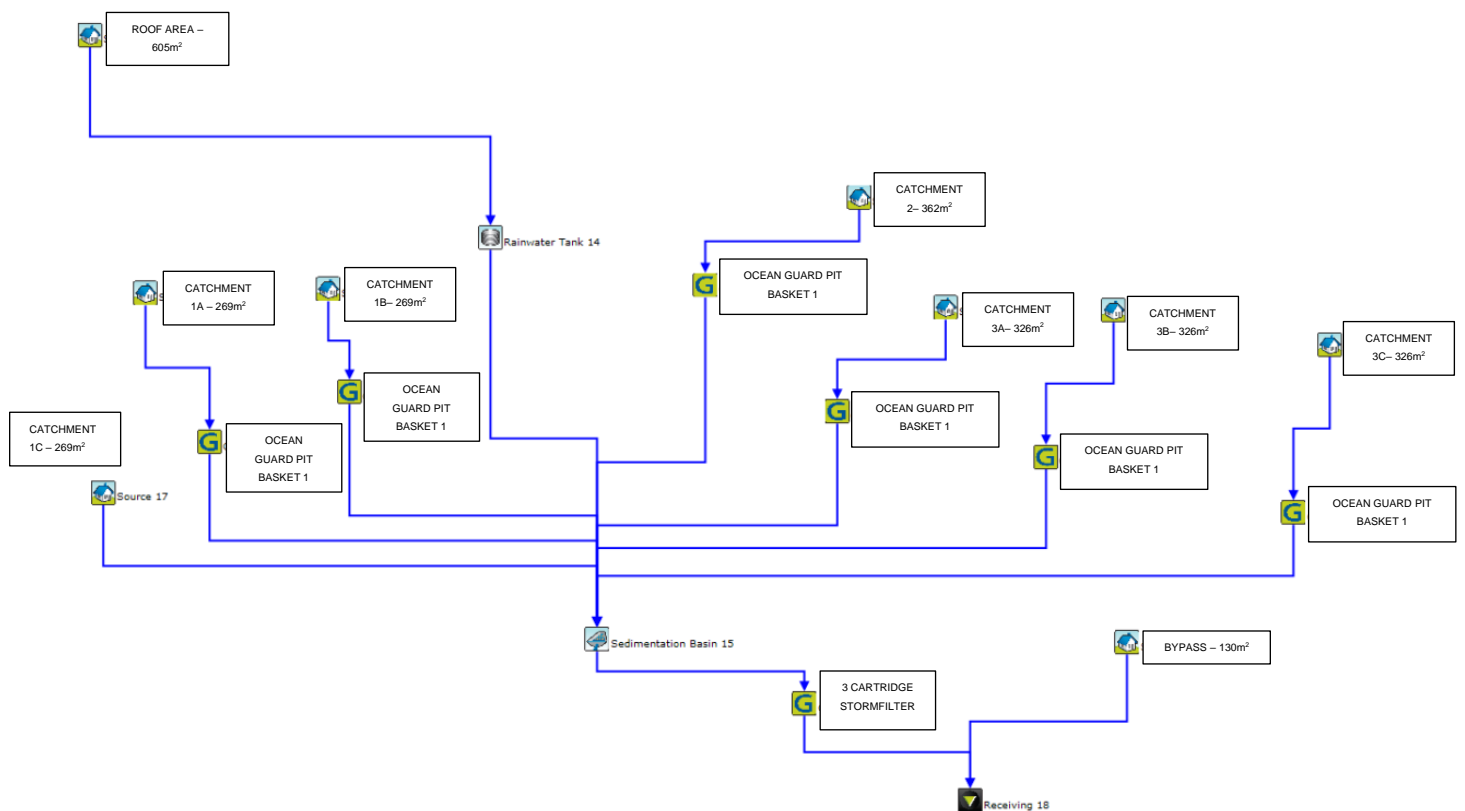 ROOF AREA –
605m²
Rainwater Tank 14
CATCHMENT
2– 362m²
OCEAN GUARD PIT
BASKET 1
CATCHMENT
1A – 269m²
CATCHMENT
1B– 269m²
CATCHMENT
3A– 326m²
CATCHMENT
3B– 326m²
CATCHMENT
3C– 326m²
OCEAN
GUARD PIT
BASKET 1
OCEAN GUARD PIT
BASKET 1
CATCHMENT
1C – 269m²
OCEAN
GUARD PIT
BASKET 1
OCEAN GUARD PIT
BASKET 1
Source 17
OCEAN GUARD PIT
BASKET 1
Sedimentation Basin 15
BYPASS – 130m²
3 CARTRIDGE
STORMFILTER
Receiving 18